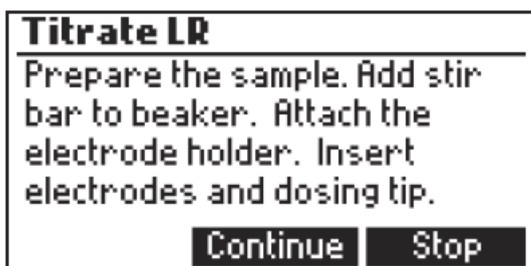 Titrate LR
Prepare the sample. Add stir
bar to beaker. Attach the
electrode holder. Insert
electrodes and dosing tip.
Continue Stop